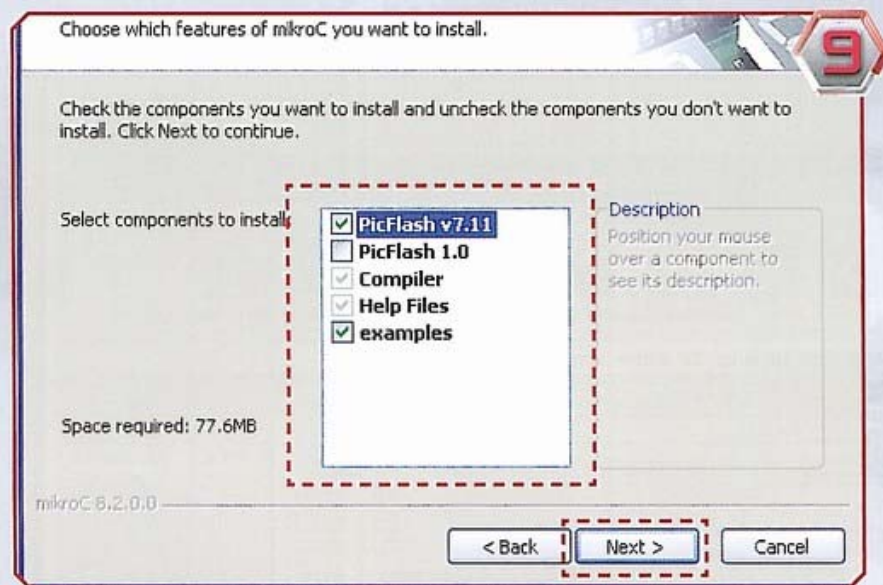 Choose which features of mikroC you want to install.
9
Check the components you want to install and uncheck the components you don't want to
install. Click Next to continue.
Select components to install
PicFlash v7.11
PicFlash 1.0
Compiler
Help Files
examples
Description
Position your mouse
over a component to
see its description.
Space required: 77.6MB
mikroC 8.2.0.0
< Back
Next >
Cancel